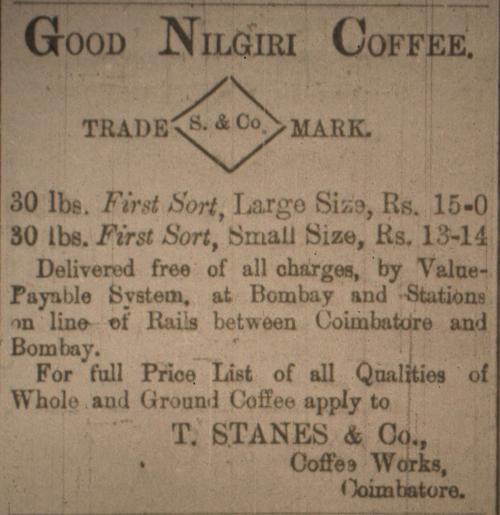 GOOD NILGIRI COFFEE.
TRADE S. & Co. MARK.
30 lbs. First Sort, Large Size, Rs. 15-0
30 lbs. First Sort, Small Size, Rs. 13-14
Delivered free of all charges, by Value-
Payable System, at Bombay and Stations
on line of Rails between Coimbatore and
Bombay.
For full Price List of all Qualities of
Whole and Ground Coffee apply to
T. STANES & Co.,
Coffee Works,
Coimbatore.